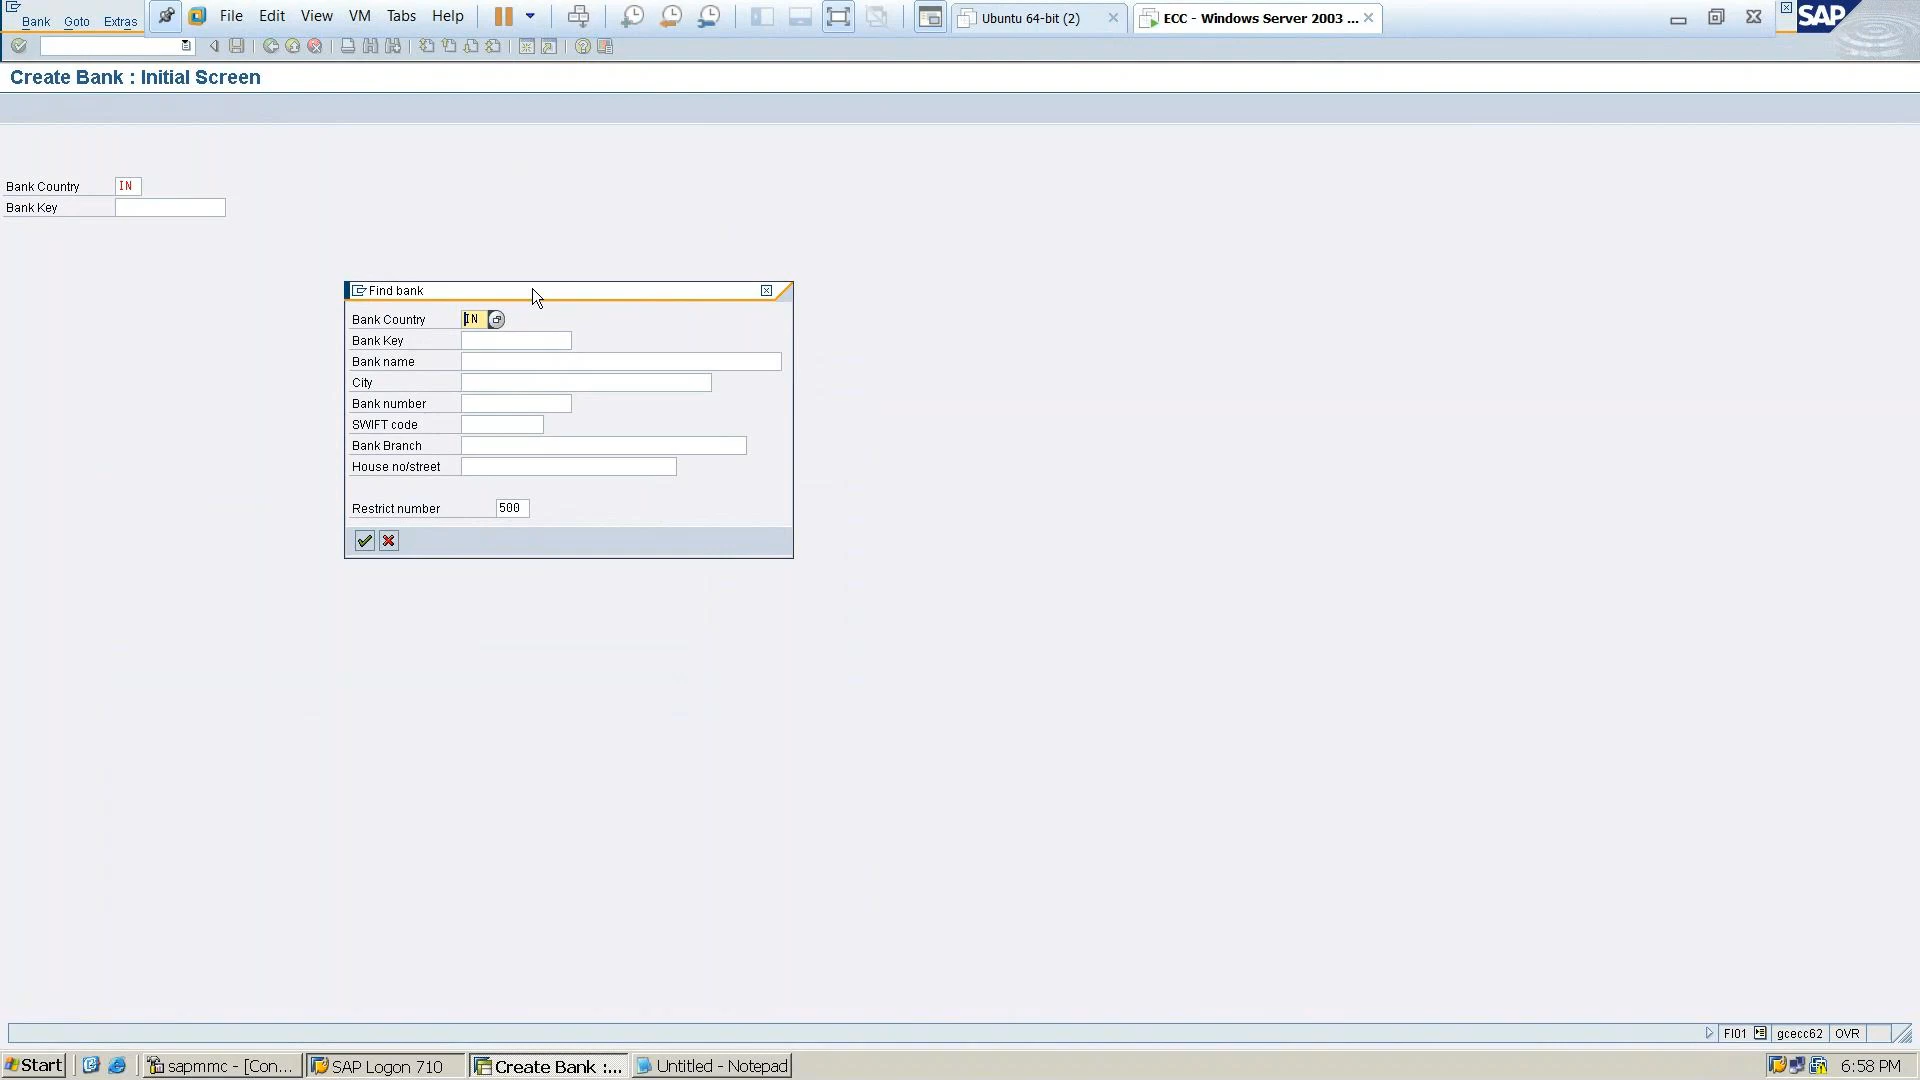 Bank Goto Extras File Edit View VM Tabs Help Ubuntu 64-bit (2) ECC - Windows Server 2003 ... SAP
Create Bank : Initial Screen
Bank Country IN
Bank Key
Find bank
Bank Country IN
Bank Key
Bank name
City
Bank number
SWIFT code
Bank Branch
House no/street
Restrict number 500
FI01 gcecc62 OVR
Start sapmmc - [Con... SAP Logon 710 Create Bank :... Untitled - Notepad 6:58 PM